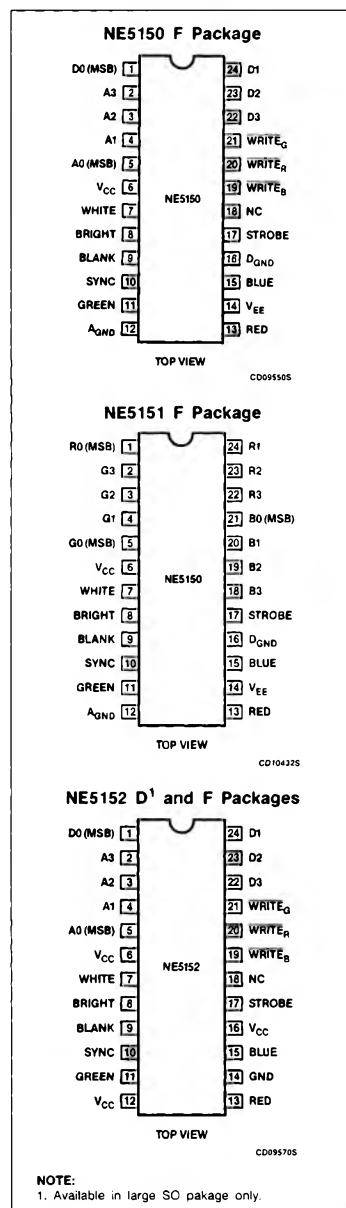 NE5150 F Package
D0 (MSB) 1 24 D1
A3 2 23 D2
A2 3 22 D3
A1 4 21 WRITEG
A0 (MSB) 5 20 WRITER
VCC 6 19 WRITEB
WHITE 7 NE5150 18 NC
BRIGHT 8 17 STROBE
BLANK 9 16 DGND
SYNC 10 15 BLUE
GREEN 11 14 VEE
AGND 12 13 RED
TOP VIEW
CD09550S
NE5151 F Package
R0 (MSB) 1 24 R1
G3 2 23 R2
G2 3 22 R3
G1 4 21 B0 (MSB)
G0 (MSB) 5 20 B1
VCC 6 19 B2
WHITE 7 NE5150 18 B3
BRIGHT 8 17 STROBE
BLANK 9 16 DGND
SYNC 10 15 BLUE
GREEN 11 14 VEE
AGND 12 13 RED
TOP VIEW
CD10432S
NE5152 D1 and F Packages
D0 (MSB) 1 24 D1
A3 2 23 D2
A2 3 22 D3
A1 4 21 WRITEG
A0 (MSB) 5 20 WRITER
VCC 6 19 WRITEB
WHITE 7 NE5152 18 NC
BRIGHT 8 17 STROBE
BLANK 9 16 VCC
SYNC 10 15 BLUE
GREEN 11 14 GND
VCC 12 13 RED
TOP VIEW
CD09570S
NOTE:
1. Available in large SO pakage only.